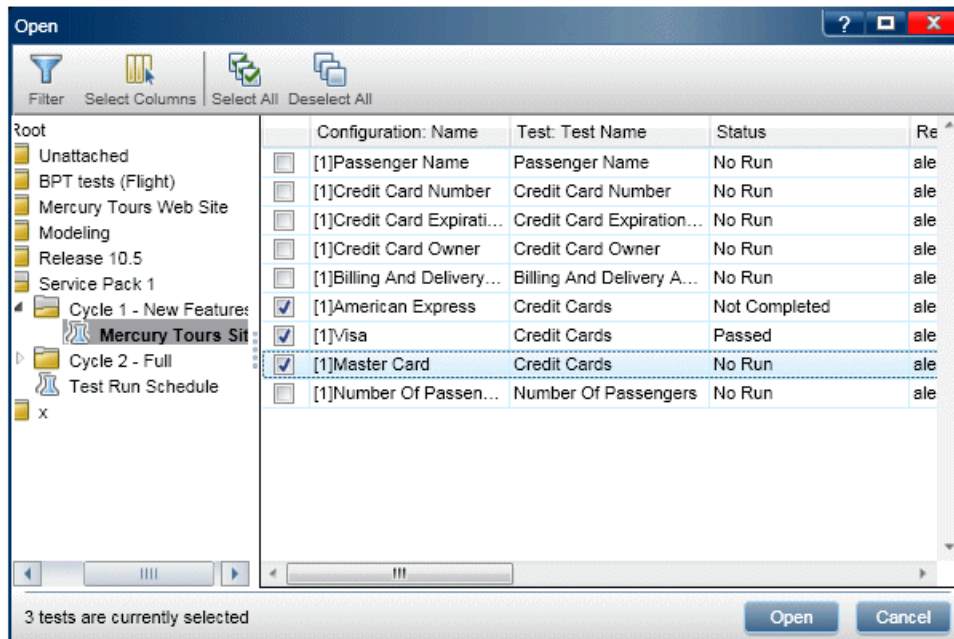 Open
?
Filter Select Columns Select All Deselect All
Root
Unattached
BPT tests (Flight)
Mercury Tours Web Site
Modeling
Release 10.5
Service Pack 1
Cycle 1 - New Features
Mercury Tours Sit
Cycle 2 - Full
Test Run Schedule
x
Configuration: Name Test: Test Name Status Re
[1]Passenger Name Passenger Name No Run ale
[1]Credit Card Number Credit Card Number No Run ale
[1]Credit Card Expirati... Credit Card Expiration... No Run ale
[1]Credit Card Owner Credit Card Owner No Run ale
[1]Billing And Delivery... Billing And Delivery A... No Run ale
[1]American Express Credit Cards Not Completed ale
[1]Visa Credit Cards Passed ale
[1]Master Card Credit Cards No Run ale
[1]Number Of Passen... Number Of Passengers No Run ale
3 tests are currently selected
Open Cancel